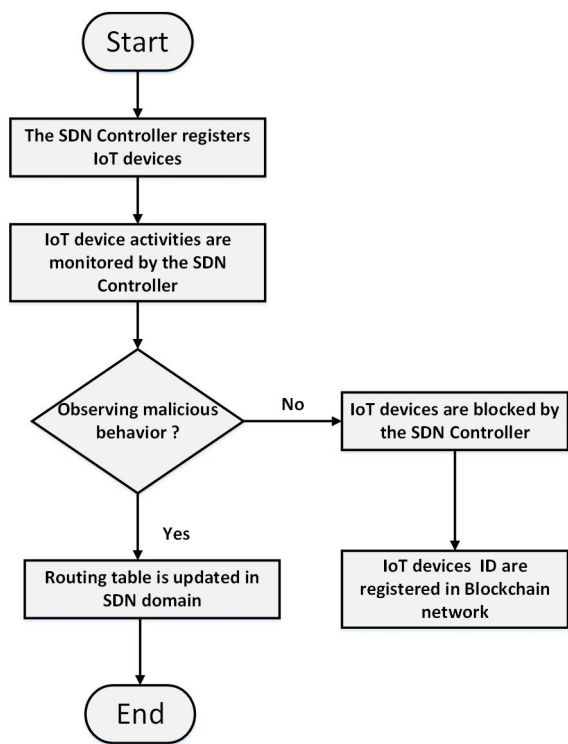 Start
The SDN Controller registers
IoT devices
IoT device activities are
monitored by the SDN
Controller
Observing malicious
behavior ?
No
IoT devices are blocked by
the SDN Controller
Yes
IoT devices  ID are
registered in Blockchain
network
Routing table is updated in
SDN domain
End